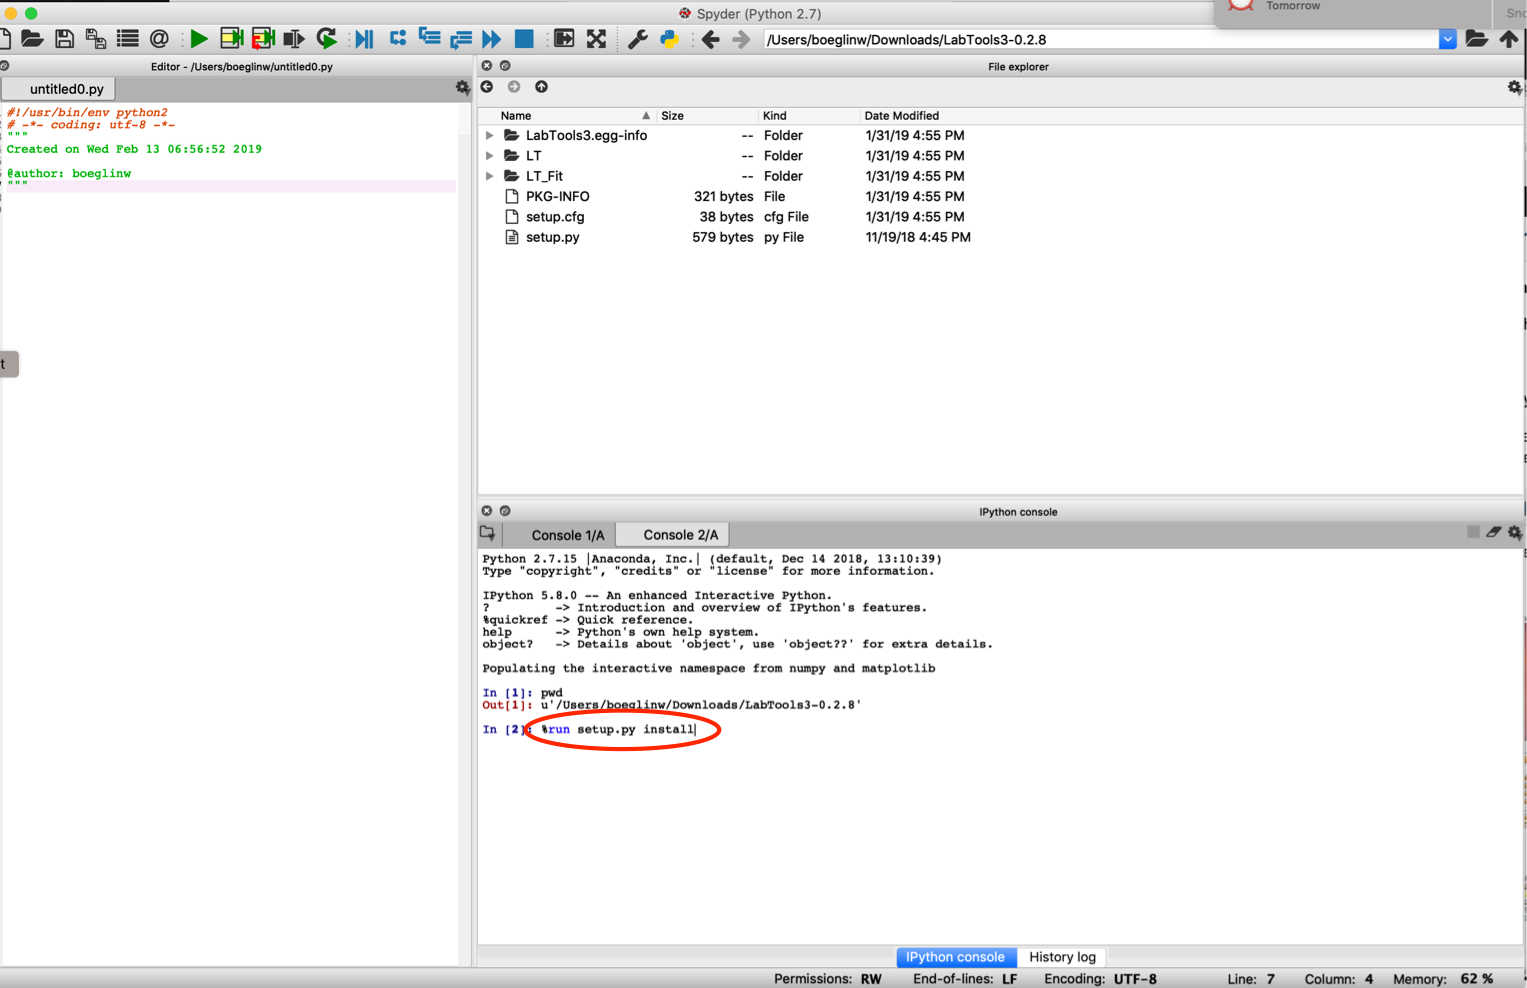 Spyder (Python 2.7)
Tomorrow
/Users/boeglinw/Downloads/LabTools3-0.2.8
Editor - /Users/boeglinw/untitled0.py
File explorer
untitled0.py
#!/usr/bin/env python2
# -*- coding: utf-8 -*-
"""
Created on Wed Feb 13 06:56:52 2019
@author: boeglinw
"""
Name Size Kind Date Modified
LabTools3.egg-info -- Folder 1/31/19 4:55 PM
LT -- Folder 1/31/19 4:55 PM
LT_Fit -- Folder 1/31/19 4:55 PM
PKG-INFO 321 bytes File 1/31/19 4:55 PM
setup.cfg 38 bytes cfg File 1/31/19 4:55 PM
setup.py 579 bytes py File 11/19/18 4:45 PM
t
IPython console
Console 1/A Console 2/A
Python 2.7.15 |Anaconda, Inc.| (default, Dec 14 2018, 13:10:39)
Type "copyright", "credits" or "license" for more information.
IPython 5.8.0 -- An enhanced Interactive Python.
? -> Introduction and overview of IPython's features.
%quickref -> Quick reference.
help -> Python's own help system.
object? -> Details about 'object', use 'object??' for extra details.
Populating the interactive namespace from numpy and matplotlib
In [1]: pwd
Out[1]: u'/Users/boeglinw/Downloads/LabTools3-0.2.8'
In [2]: %run setup.py install
IPython console History log
Permissions: RW End-of-lines: LF Encoding: UTF-8 Line: 7 Column: 4 Memory: 62 %